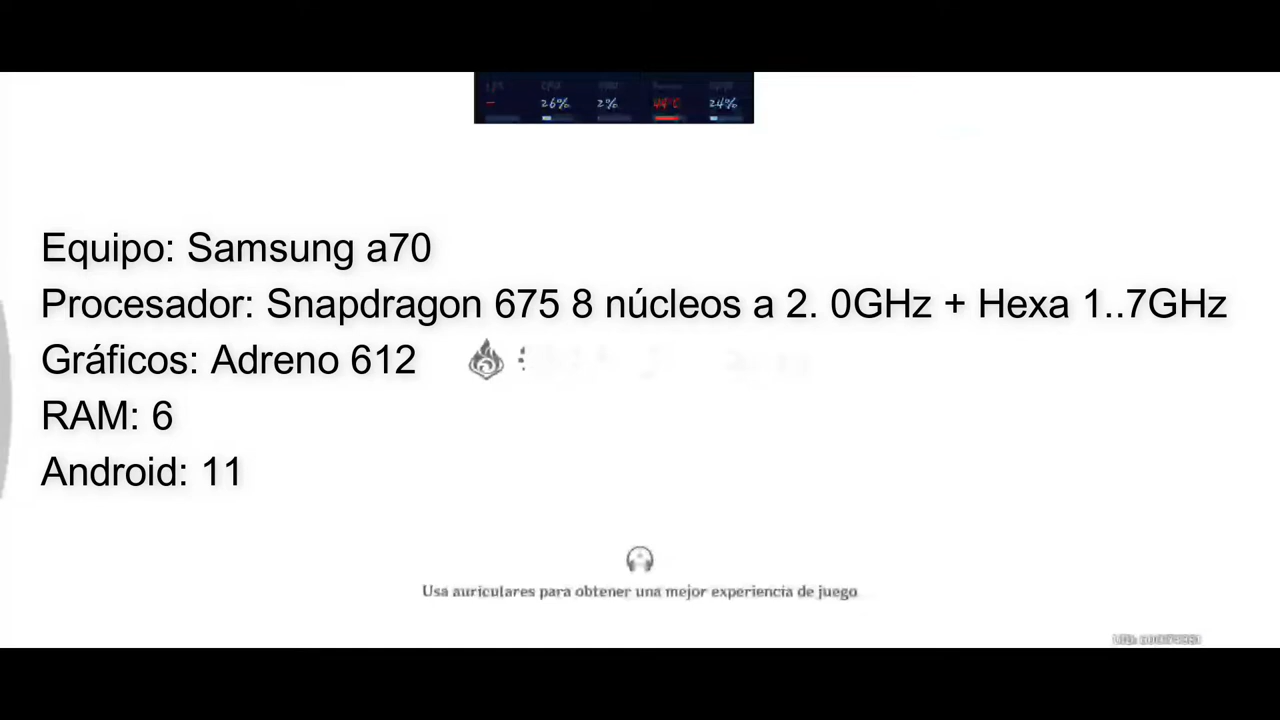 26% 2% 24%
Equipo: Samsung a70
Procesador: Snapdragon 675 8 núcleos a 2. 0GHz + Hexa 1..7GHz
Gráficos: Adreno 612
RAM: 6
Android: 11
Usa auriculares para obtener una mejor experiencia de juego